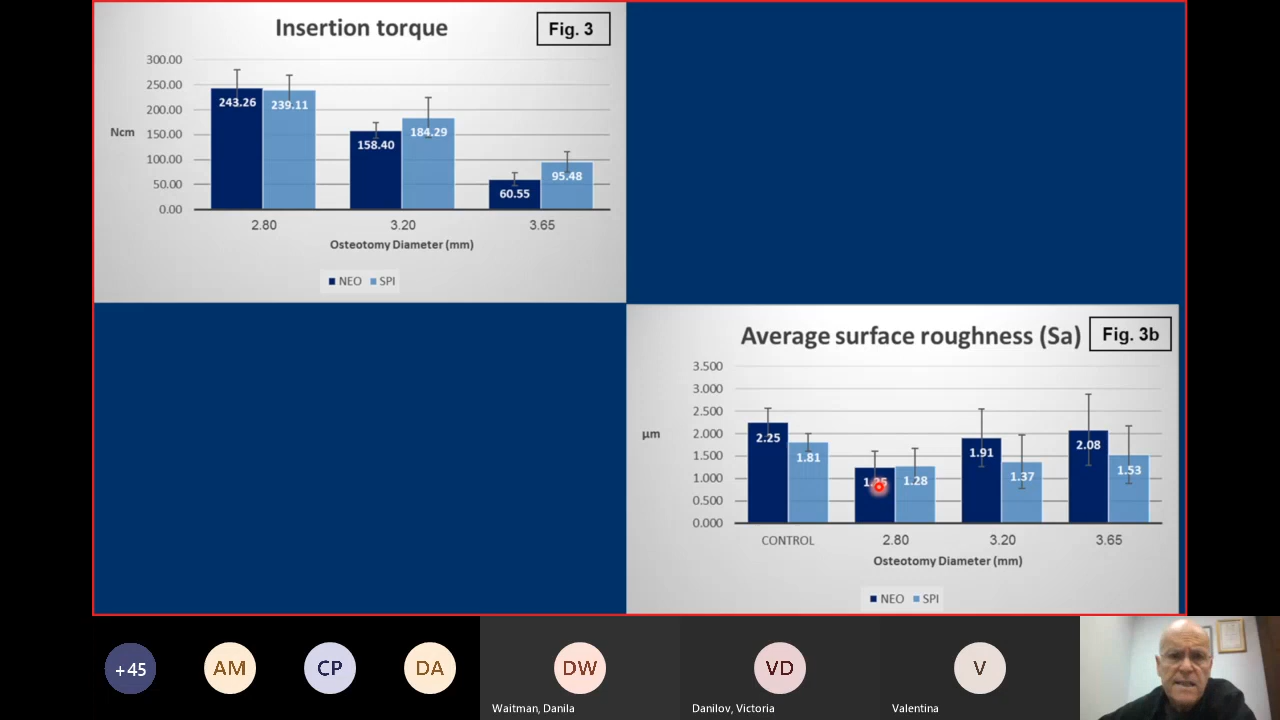 Insertion torque
Fig. 3
300.00
250.00
200.00
150.00
100.00
50.00
0.00
Ncm
243.26
239.11
158.40
184.29
60.55
95.48
2.80
3.20
3.65
Osteotomy Diameter (mm)
NEO
SPI
Average surface roughness (Sa)
Fig. 3b
3.500
3.000
2.500
2.000
1.500
1.000
0.500
0.000
µm
2.25
1.81
1.28
1.91
1.37
2.08
1.53
CONTROL
2.80
3.20
3.65
Osteotomy Diameter (mm)
NEO
SPI
+45
AM
CP
DA
DW
VD
V
Waitman, Danila
Danilov, Victoria
Valentina